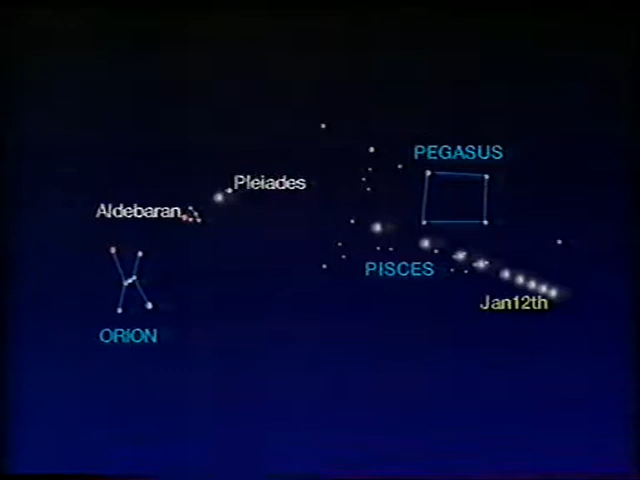 PEGASUS
Pleiades
Aldebaran
PISCES
Jan12th
ORION